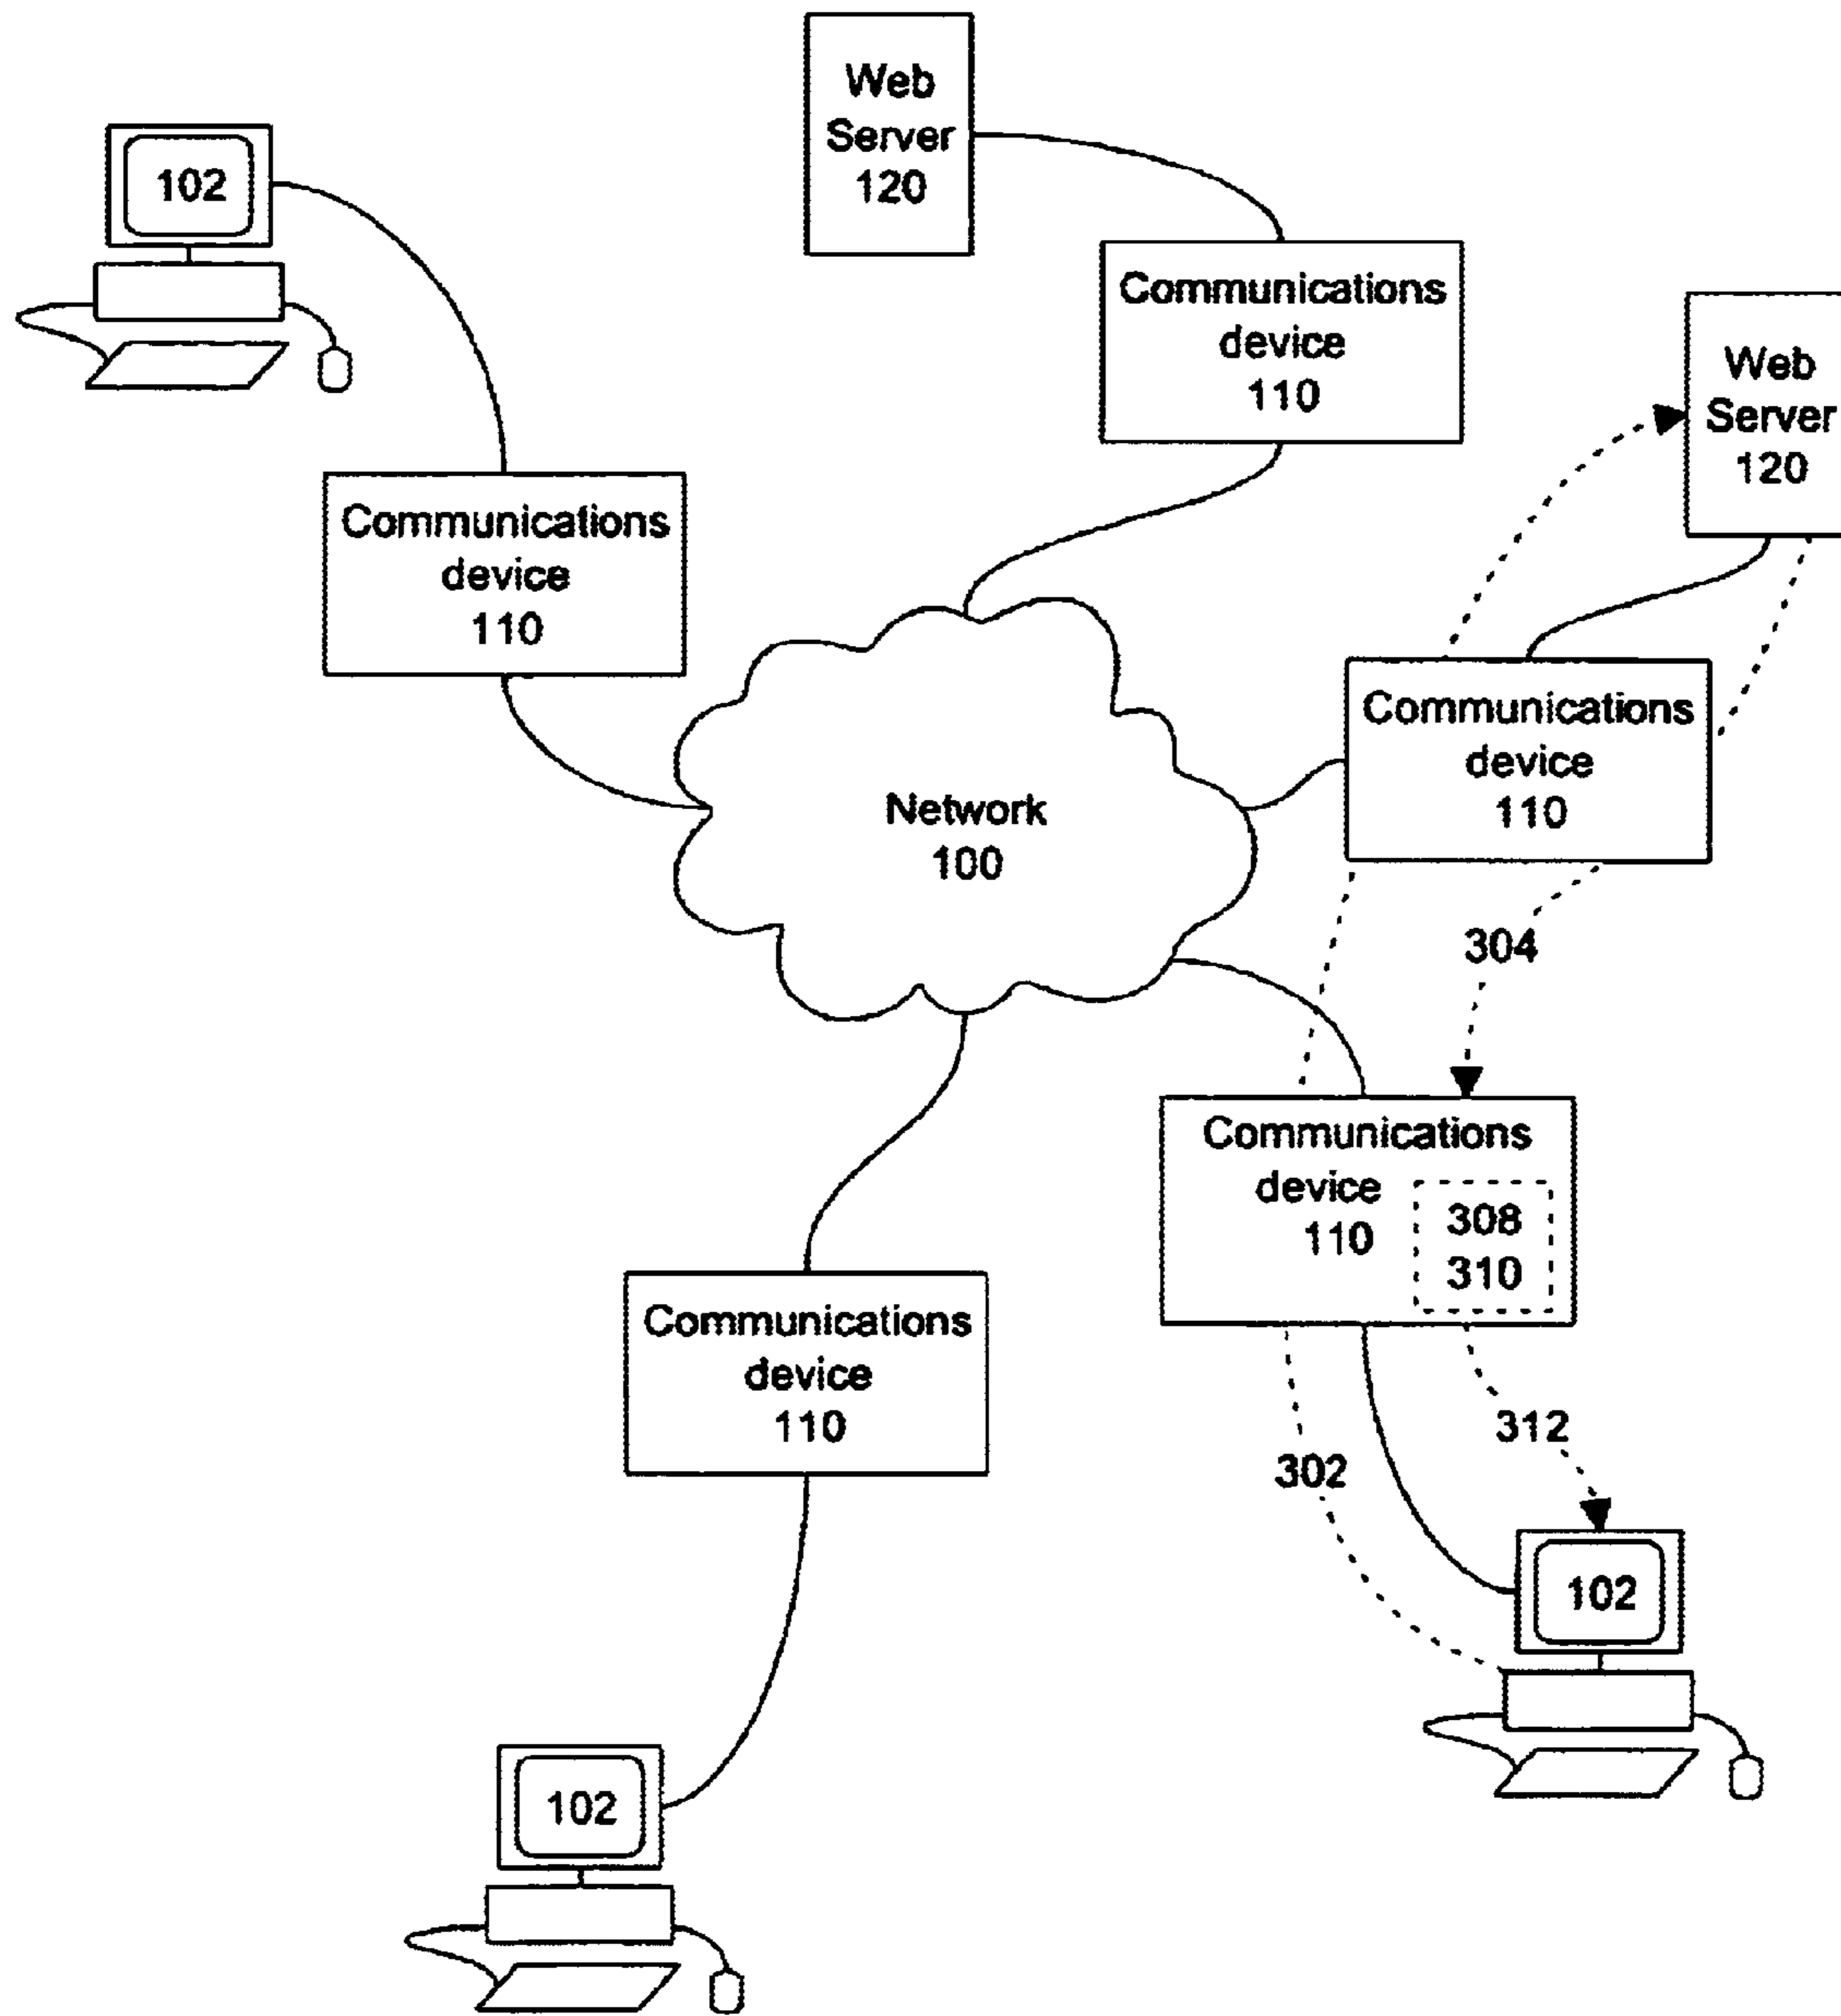 Web
Server
120
102
Communications
device
110
Web
Server
120
Communications
device
110
Communications
device
110
Network
100
304
Communications
device
110
308
310
Communications
device
110
312
302
102
102